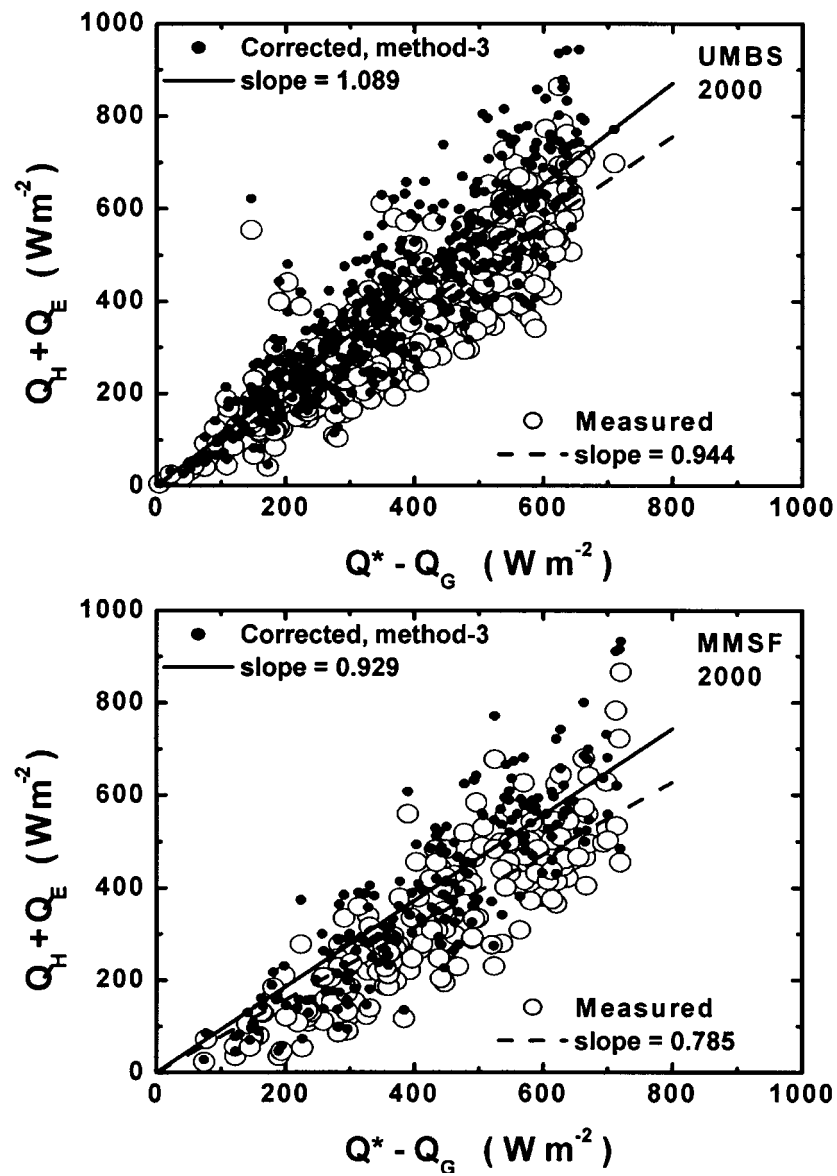 1000
800
600
400
200
0
Q_H + Q_E ( Wm^-2 )
Corrected, method-3
slope = 1.089
UMBS
2000
Measured
slope = 0.944
0 200 400 600 800 1000
Q* - Q_G ( W m^-2 )
1000
800
600
400
200
0
Q_H + Q_E ( Wm^-2 )
Corrected, method-3
slope = 0.929
MMSF
2000
Measured
slope = 0.785
0 200 400 600 800 1000
Q* - Q_G ( W m^-2 )